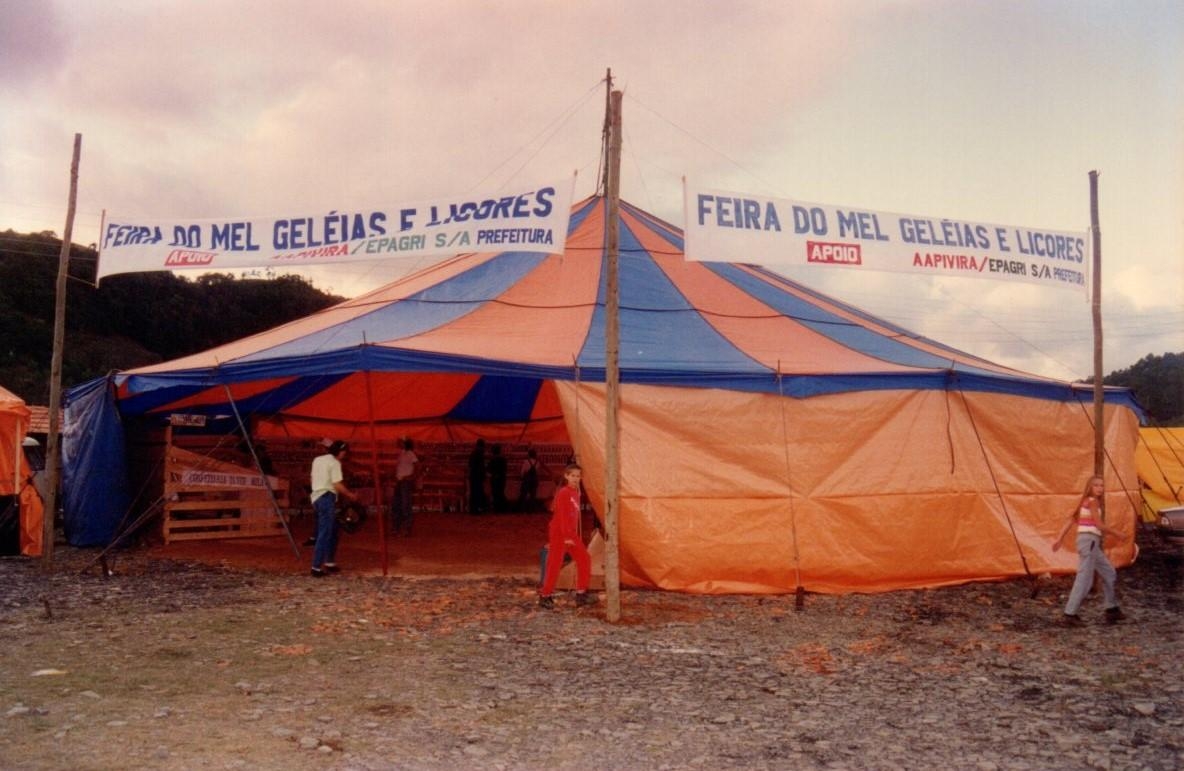 FEIRA DO MEL GELÉIAS E LICORES
APOIO AAPIVIRA/EPAGRI S/A PREFEITURA
FEIRA DO MEL GELÉIAS E LICORES
APOIO AAPIVIRA/EPAGRI S/A PREFEITURA